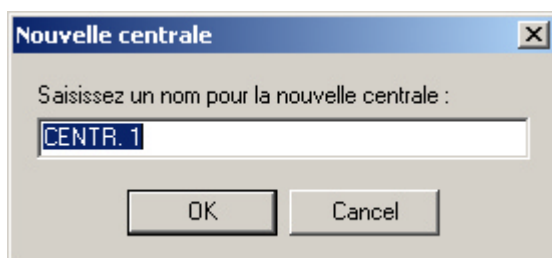 Nouvelle centrale
Saisissez un nom pour la nouvelle centrale :
CENTR. 1
OK Cancel